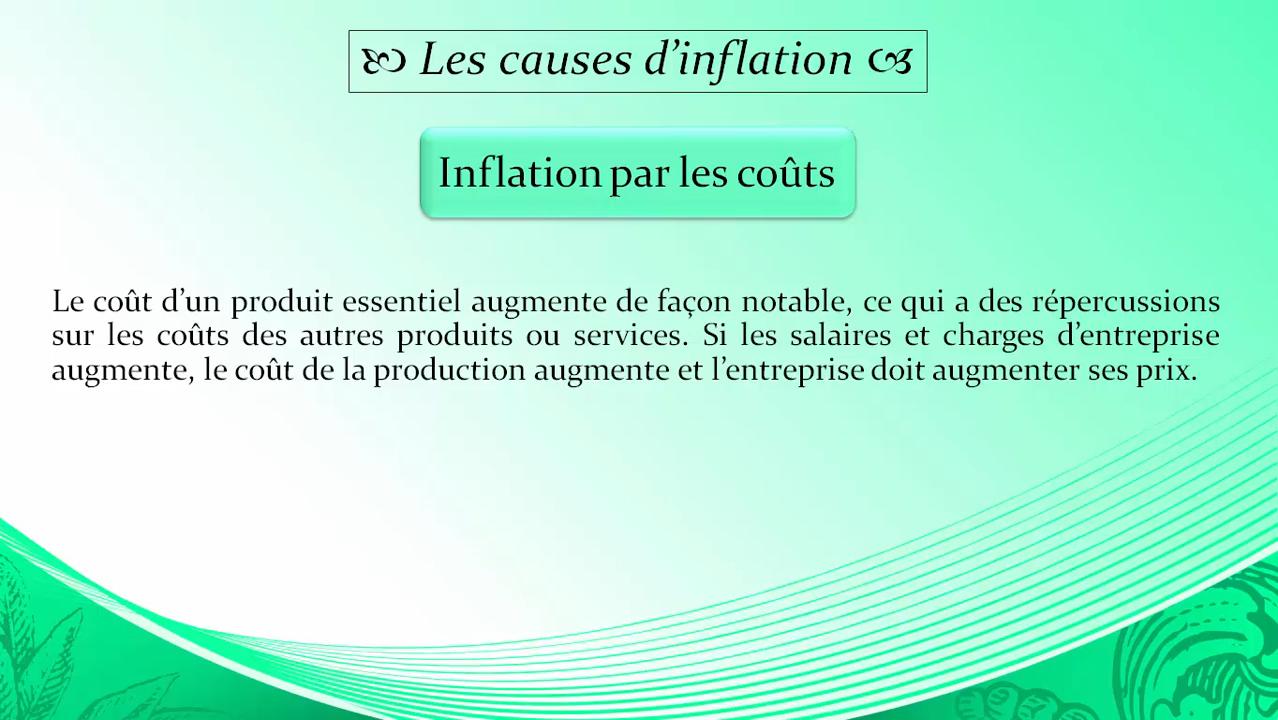 Les causes d’inflation
Inflation par les coûts
Le coût d’un produit essentiel augmente de façon notable, ce qui a des répercussions
sur les coûts des autres produits ou services. Si les salaires et charges d’entreprise
augmente, le coût de la production augmente et l’entreprise doit augmenter ses prix.